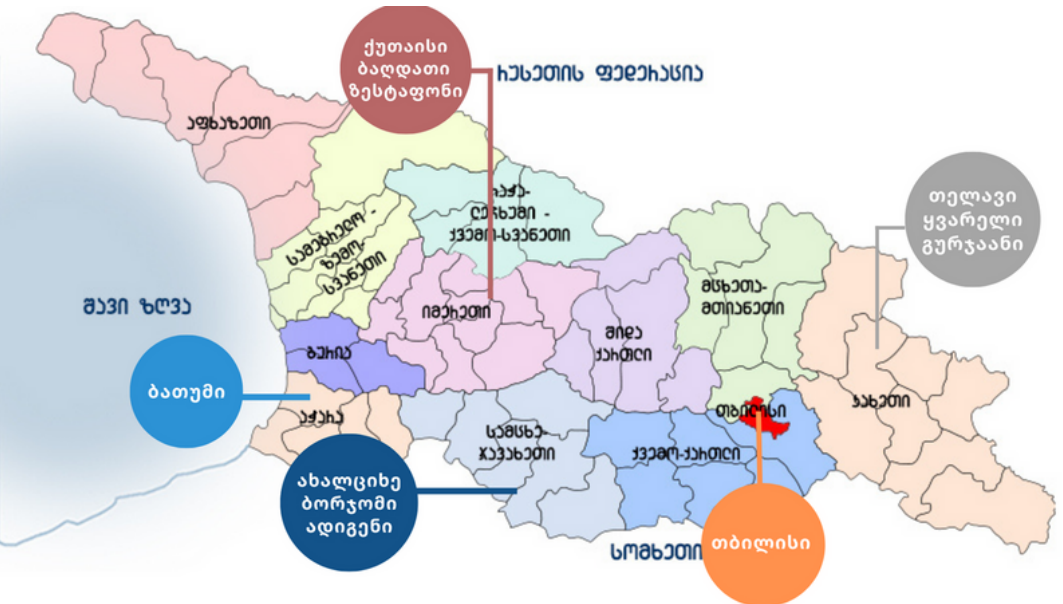 ქუთაისი
ბაღდათი
ზესტაფონი
რუსეთის ფედერაცია
აფხაზეთი
თელავი
ყვარელი
გურჯაანი
რაჭა-
ლეჩხუმი -
ქვემო-სვანეთი
სამეგრელო -
ზემო-
სვანეთი
მცხეთა-
მთიანეთი
შავი ზღვა
იმერეთი
შიდა
ქართლი
გურია
ბათუმი
კახეთი
თბილისი
აჭარა
სამცხე-
ჯავახეთი
ქვემო-ქართლი
ახალციხე
ბორჯომი
ადიგენი
თბილისი
სომხეთი